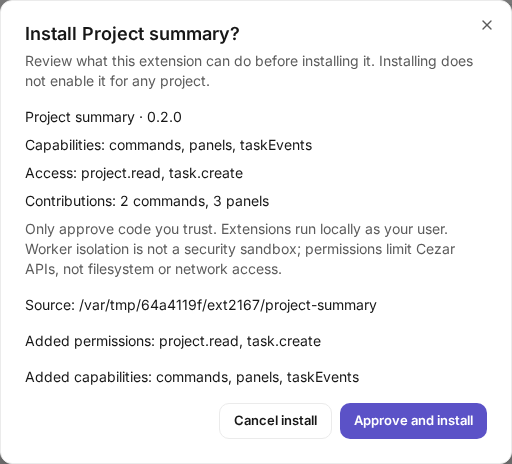 Install Project summary?
Review what this extension can do before installing it. Installing does
not enable it for any project.
Project summary · 0.2.0
Capabilities: commands, panels, taskEvents
Access: project.read, task.create
Contributions: 2 commands, 3 panels
Only approve code you trust. Extensions run locally as your user.
Worker isolation is not a security sandbox; permissions limit Cezar
APIs, not filesystem or network access.
Source: /var/tmp/64a4119f/ext2167/project-summary
Added permissions: project.read, task.create
Added capabilities: commands, panels, taskEvents
Cancel install
Approve and install